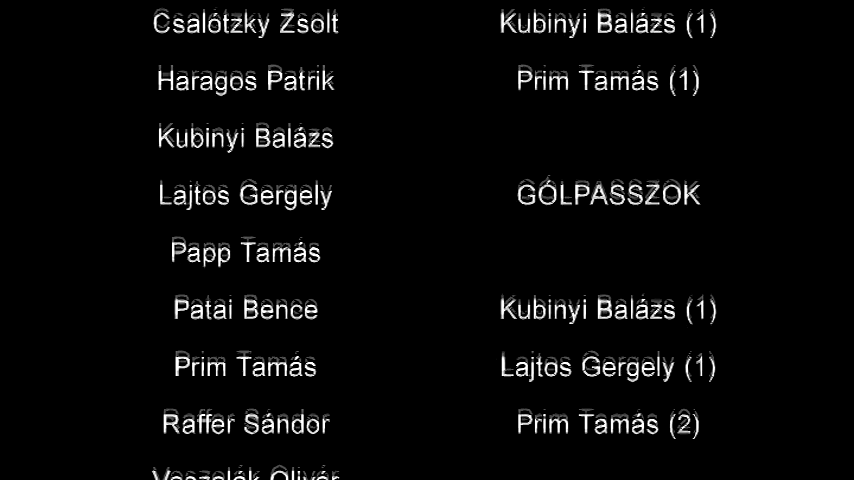 Csalótzky Zsolt
Haragos Patrik
Kubinyi Balázs
Lajtos Gergely
Papp Tamás
Patai Bence
Prim Tamás
Raffer Sándor
Kubinyi Balázs (1)
Prim Tamás (1)
GÓLPASSZOK
Kubinyi Balázs (1)
Lajtos Gergely (1)
Prim Tamás (2)